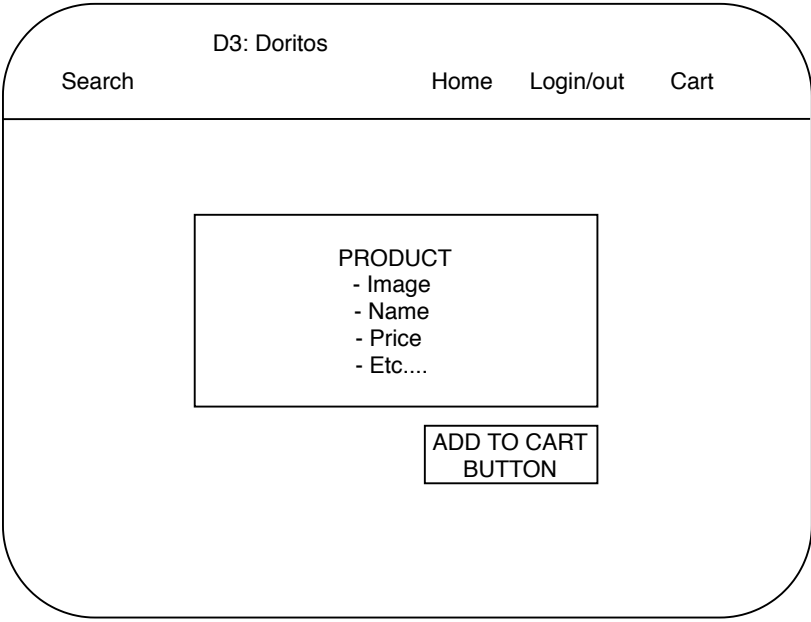 D3: Doritos
Search Home Login/out Cart
PRODUCT
- Image
- Name
- Price
- Etc....
ADD TO CART
BUTTON